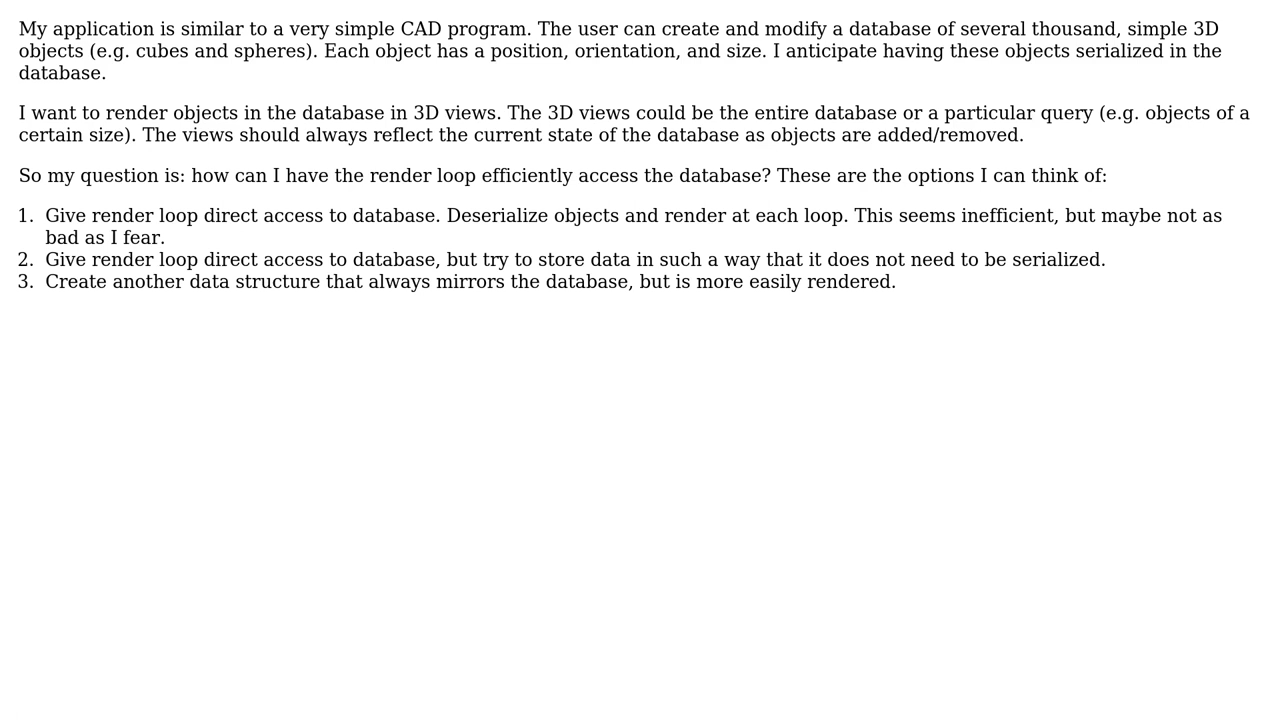 My application is similar to a very simple CAD program. The user can create and modify a database of several thousand, simple 3D
objects (e.g. cubes and spheres). Each object has a position, orientation, and size. I anticipate having these objects serialized in the
database.
I want to render objects in the database in 3D views. The 3D views could be the entire database or a particular query (e.g. objects of a
certain size). The views should always reflect the current state of the database as objects are added/removed.
So my question is: how can I have the render loop efficiently access the database? These are the options I can think of:
1. Give render loop direct access to database. Deserialize objects and render at each loop. This seems inefficient, but maybe not as
bad as I fear.
2. Give render loop direct access to database, but try to store data in such a way that it does not need to be serialized.
3. Create another data structure that always mirrors the database, but is more easily rendered.